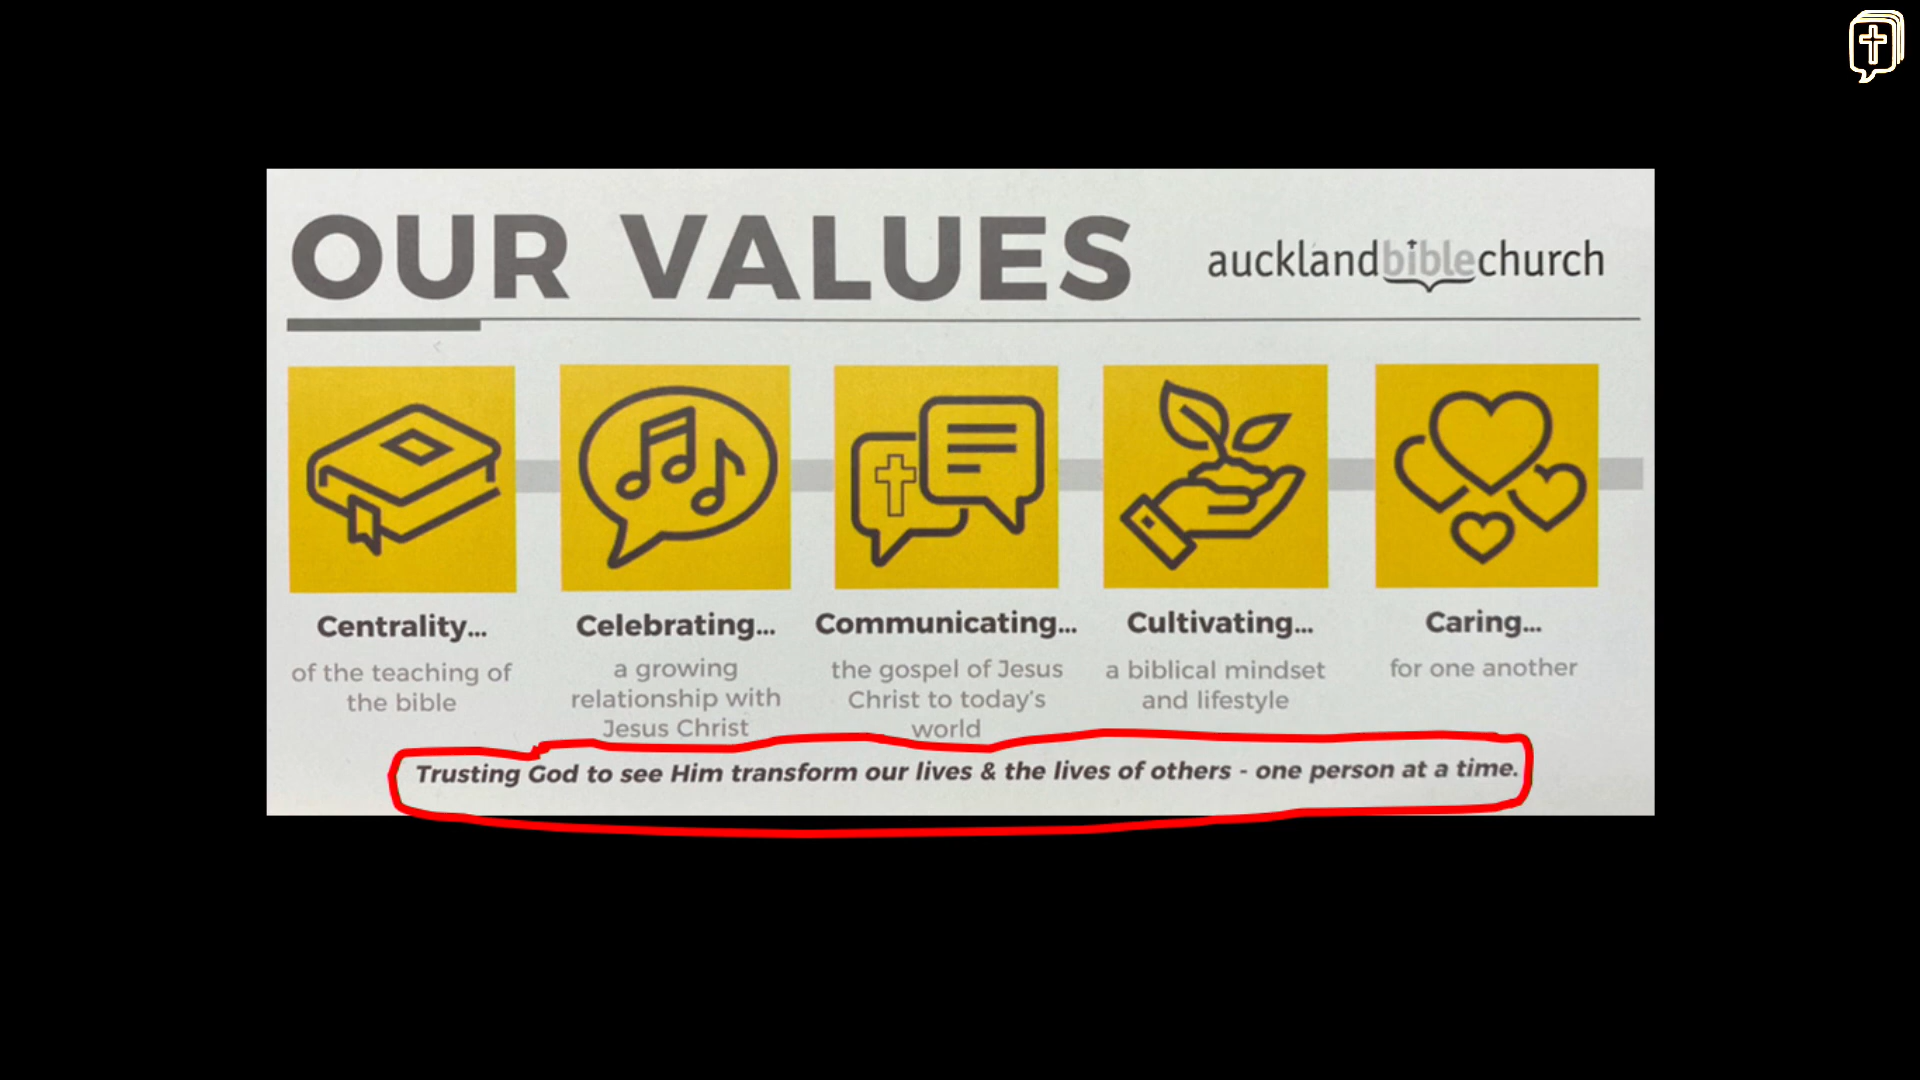 OUR VALUES
aucklandbiblechurch
Centrality...
of the teaching of
the bible
Celebrating...
a growing
relationship with
Jesus Christ
Communicating...
the gospel of Jesus
Christ to today's
world
Cultivating...
a biblical mindset
and lifestyle
Caring...
for one another
Trusting God to see Him transform our lives & the lives of others - one person at a time.